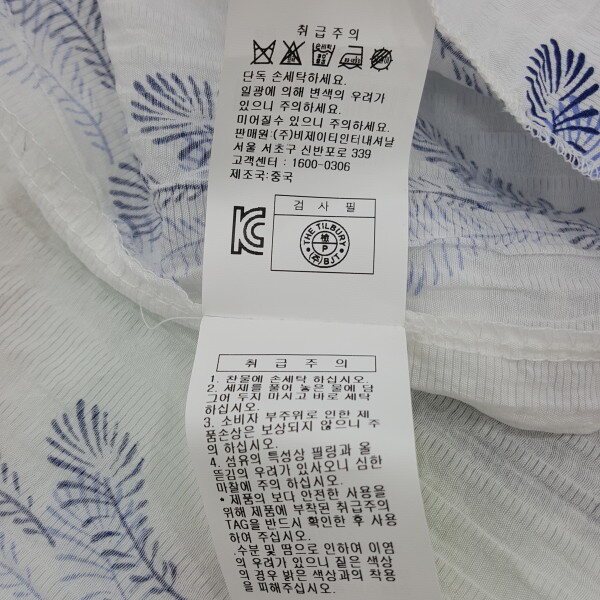 취급주의
손세탁
단독 손세탁하세요.
일광에 의해 변색의 우려가
있으니 주의하세요.
미어질수 있으니 주의하세요.
판매원:(주)비제이티인터내셔날
서울 서초구 신반포로 339
고객센터 : 1600-0306
제조국:중국
검 사 필
THE TILBURY
檢
P
(주)BJT
취급주의
1. 찬물에 손세탁 하십시오.
2. 세제를 풀어 놓은 물에 담
그어 두지 마시고 바로 세탁
하십시오.
3. 소비자 부주위로 인한 제
품손상은 보상되지 않으니 주
의 하십시오.
4. 섬유의 특성상 필링과 올
뜯김의 우려가 있사오니 심한
마찰에 주의 하십시오.
• 제품의 보다 안전한 사용을
위해 제품에 부착된 취급주의
TAG을 반드시 확인한 후 사용
하여 주십시오.
.수분및 땀으로 인하여 이염
의 우려가 있으니 짙은 색상
의 경우 밝은 색상과의 착용
을 피해 주십시오.